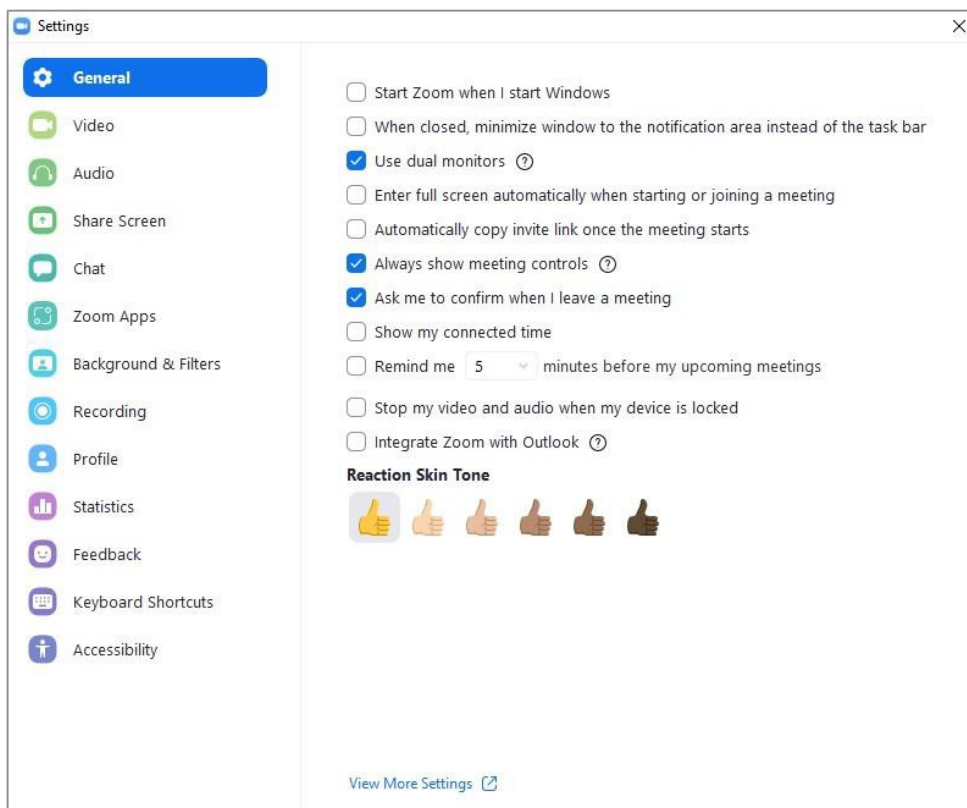 Settings
General
Video
Audio
Share Screen
Chat
Zoom Apps
Background & Filters
Recording
Profile
Statistics
Feedback
Keyboard Shortcuts
Accessibility
Start Zoom when I start Windows
When closed, minimize window to the notification area instead of the task bar
Use dual monitors ?
Enter full screen automatically when starting or joining a meeting
Automatically copy invite link once the meeting starts
Always show meeting controls ?
Ask me to confirm when I leave a meeting
Show my connected time
Remind me 5 minutes before my upcoming meetings
Stop my video and audio when my device is locked
Integrate Zoom with Outlook ?
Reaction Skin Tone
View More Settings